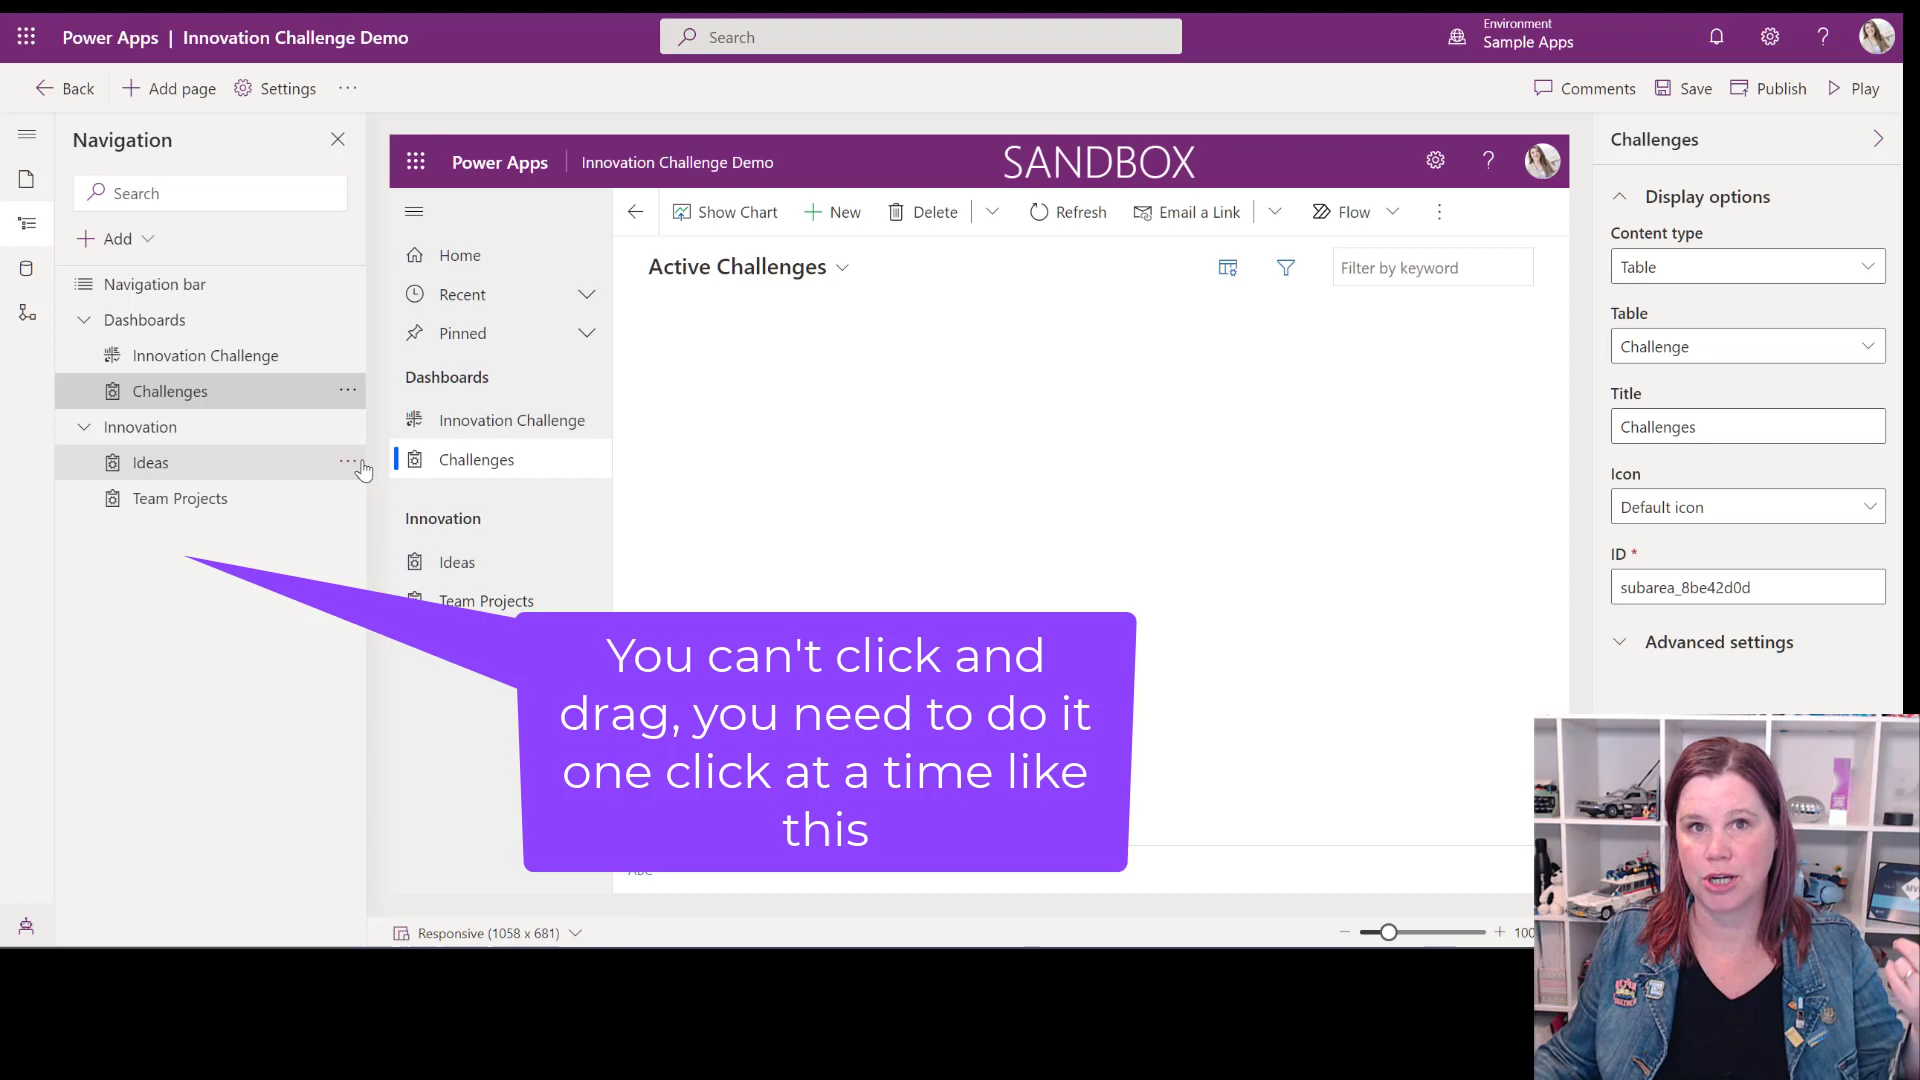 Power Apps | Innovation Challenge Demo
Search
Environment
Sample Apps
Back
Add page
Settings
Comments
Save
Publish
Play
Navigation
Search
Add
Navigation bar
Dashboards
Innovation Challenge
Challenges
Innovation
Ideas
Team Projects
Power Apps
Innovation Challenge Demo
SANDBOX
Show Chart
New
Delete
Refresh
Email a Link
Flow
Home
Recent
Pinned
Dashboards
Innovation Challenge
Challenges
Innovation
Ideas
Team Projects
Active Challenges
Filter by keyword
You can't click and
drag, you need to do it
one click at a time like
this
Responsive (1058 x 681)
100
Challenges
Display options
Content type
Table
Table
Challenge
Title
Challenges
Icon
Default icon
ID *
subarea_8be42d0d
Advanced settings